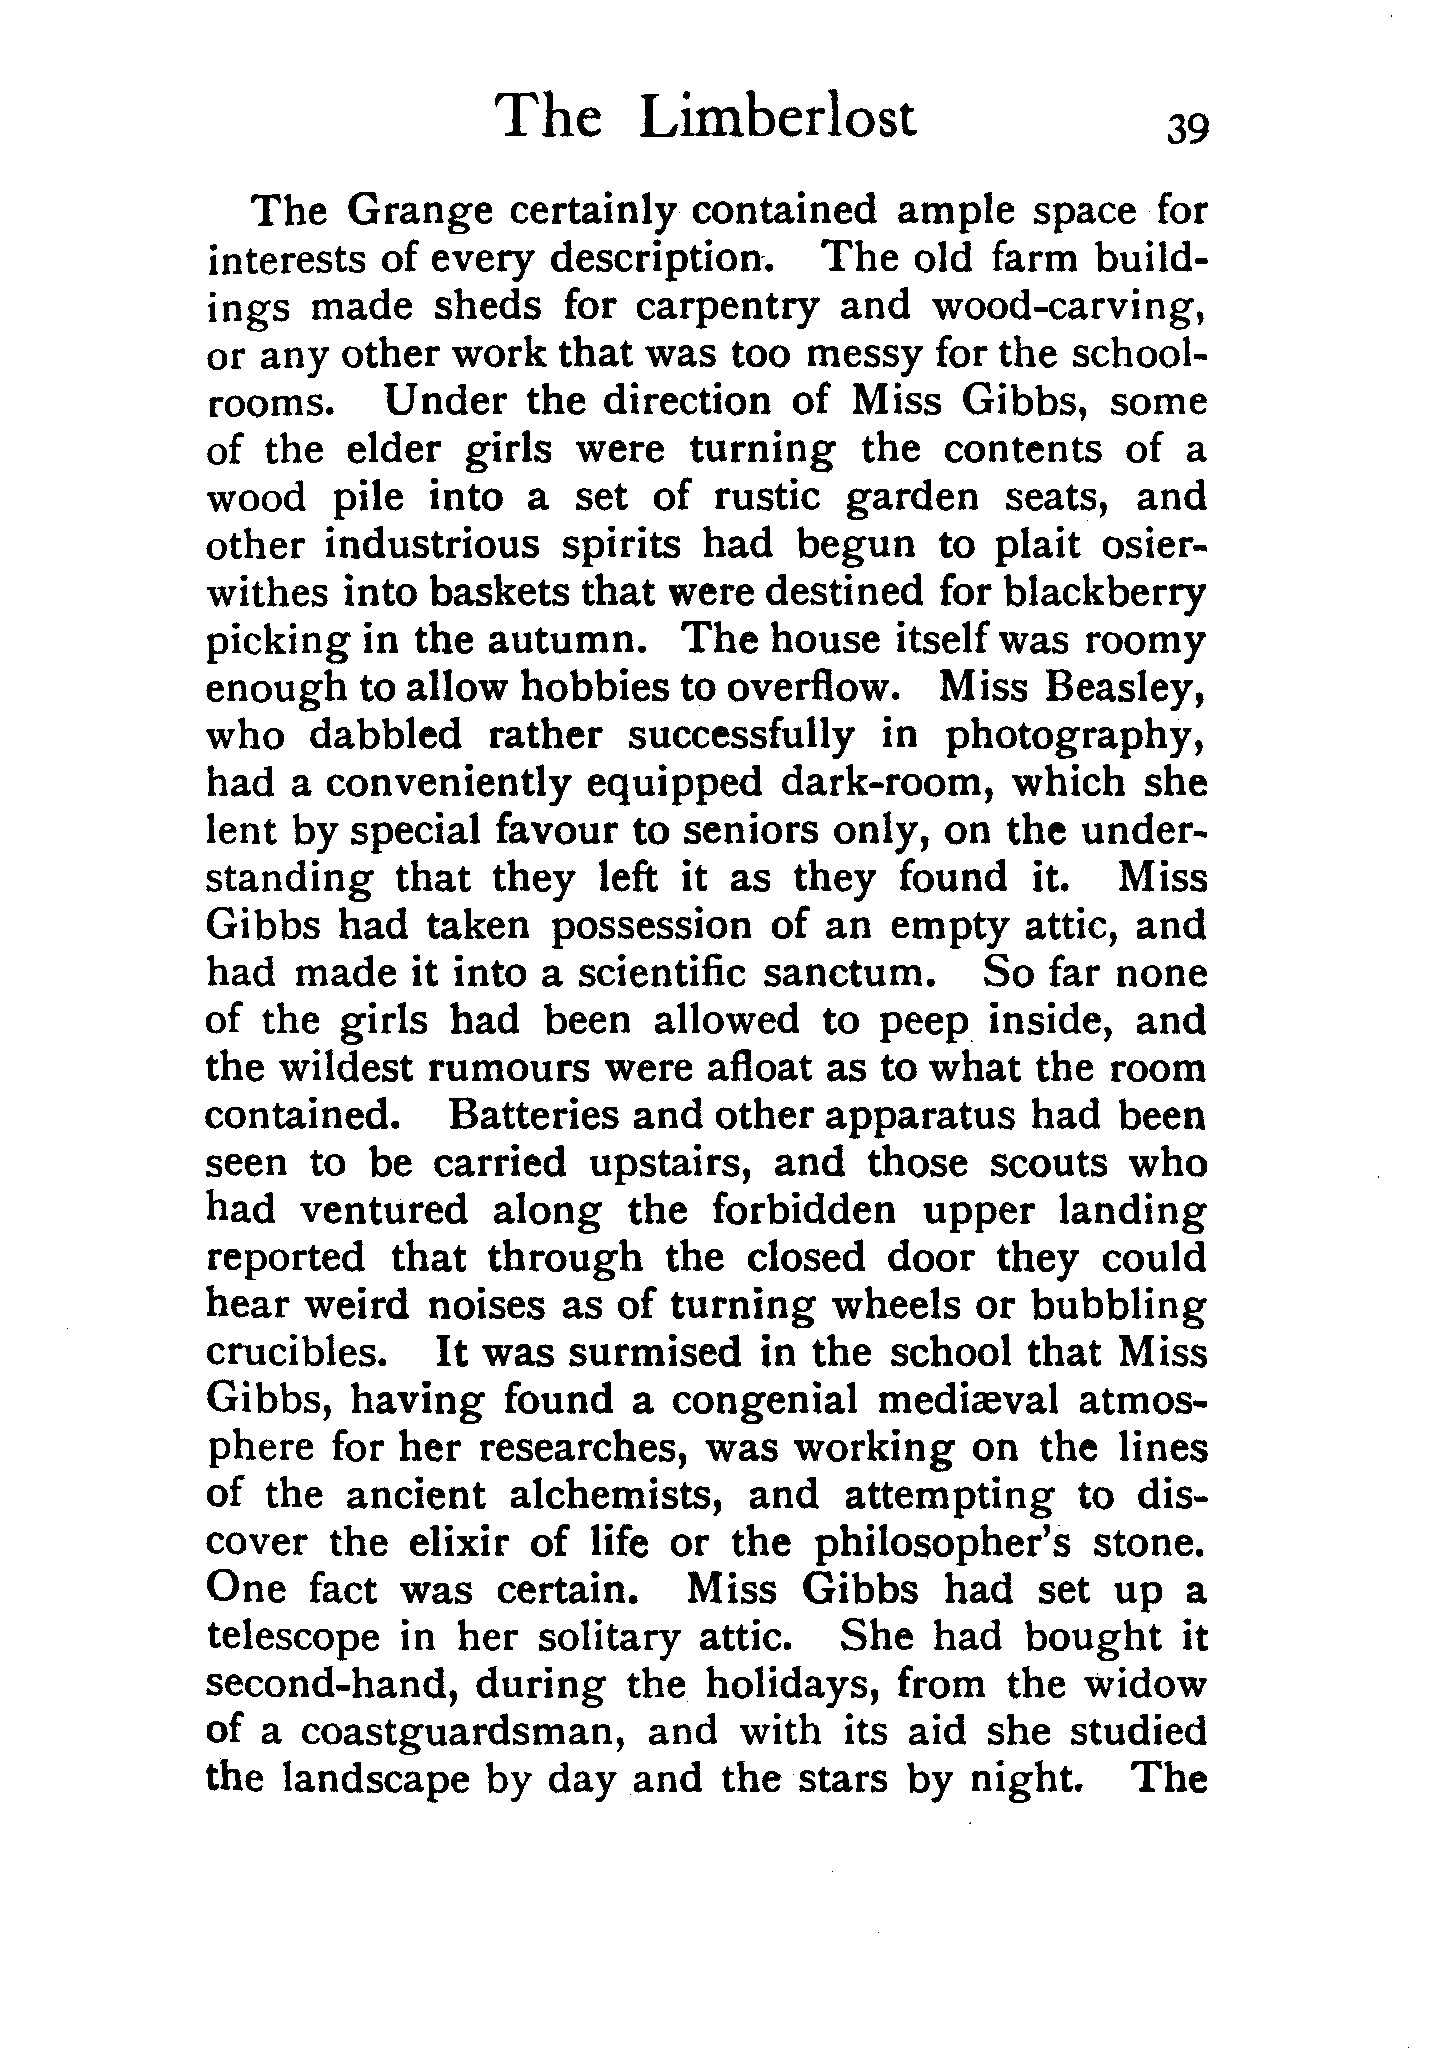 The Limberlost 39
The Grange certainly contained ample space for
interests of every description. The old farm build-
ings made sheds for carpentry and wood-carving,
or any other work that was too messy for the school-
rooms. Under the direction of Miss Gibbs, some
of the elder girls were turning the contents of a
wood pile into a set of rustic garden seats, and
other industrious spirits had begun to plait osier-
withes into baskets that were destined for blackberry
picking in the autumn. The house itself was roomy
enough to allow hobbies to overflow. Miss Beasley,
who dabbled rather successfully in photography,
had a conveniently equipped dark-room, which she
lent by special favour to seniors only, on the under-
standing that they left it as they found it. Miss
Gibbs had taken possession of an empty attic, and
had made it into a scientific sanctum. So far none
of the girls had been allowed to peep inside, and
the wildest rumours were afloat as to what the room
contained. Batteries and other apparatus had been
seen to be carried upstairs, and those scouts who
had ventured along the forbidden upper landing
reported that through the closed door they could
hear weird noises as of turning wheels or bubbling
crucibles. It was surmised in the school that Miss
Gibbs, having found a congenial mediæval atmos-
phere for her researches, was working on the lines
of the ancient alchemists, and attempting to dis-
cover the elixir of life or the philosopher's stone.
One fact was certain. Miss Gibbs had set up a
telescope in her solitary attic. She had bought it
second-hand, during the holidays, from the widow
of a coastguardsman, and with its aid she studied
the landscape by day and the stars by night. The